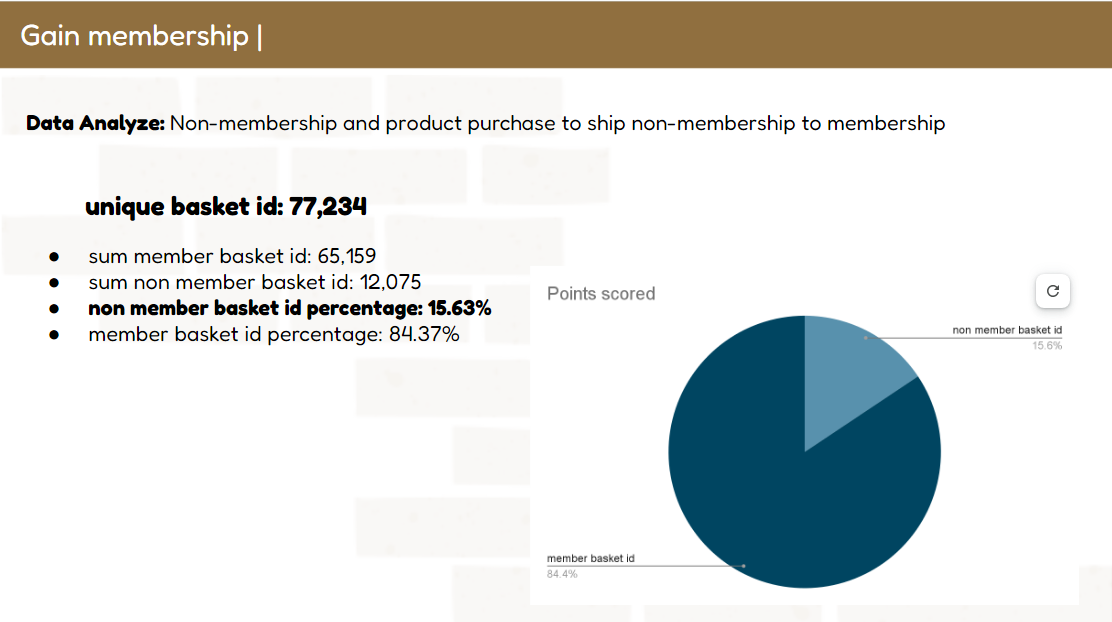 Gain membership |
Data Analyze: Non-membership and product purchase to ship non-membership to membership
unique basket id: 77,234
● sum member basket id: 65,159
● sum non member basket id: 12,075
● non member basket id percentage: 15.63%
● member basket id percentage: 84.37%
Points scored
non member basket id
15.6%
member basket id
84.4%